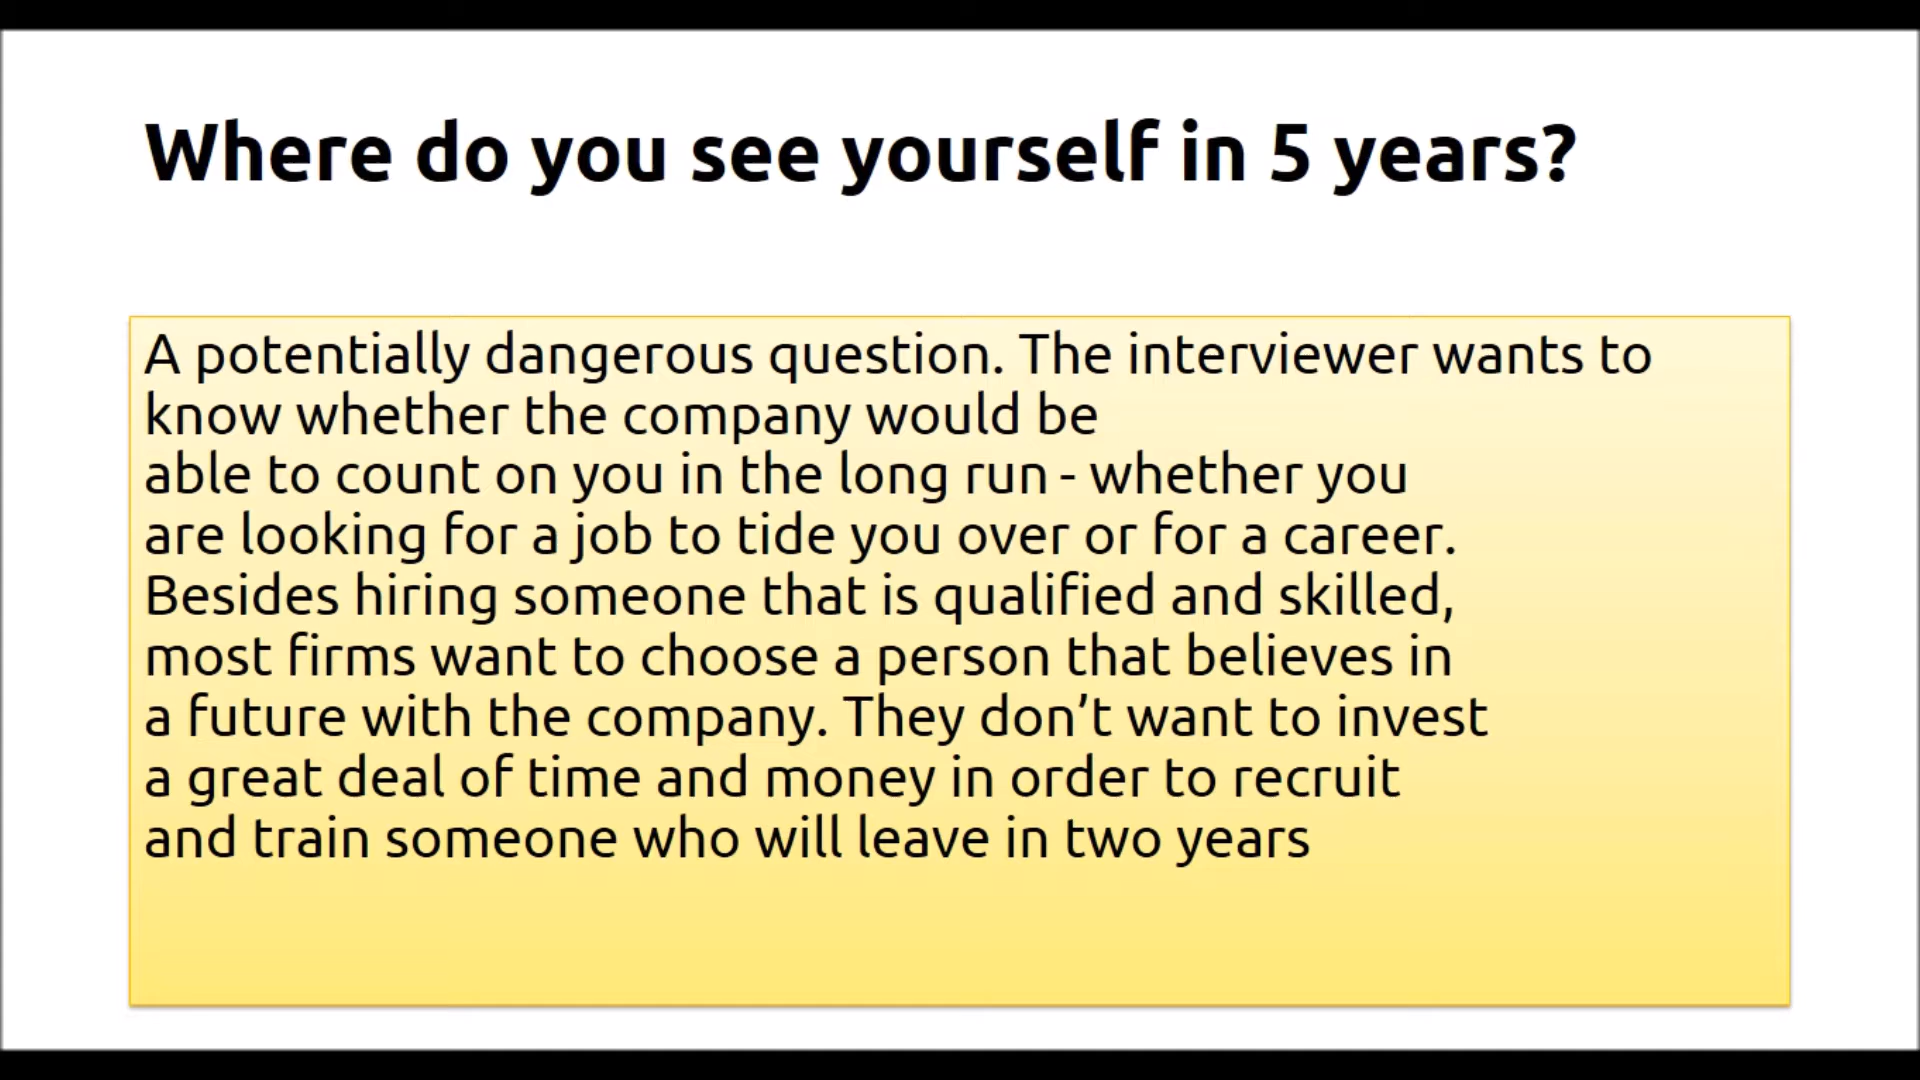 Where do you see yourself in 5 years?
A potentially dangerous question. The interviewer wants to
know whether the company would be
able to count on you in the long run - whether you
are looking for a job to tide you over or for a career.
Besides hiring someone that is qualified and skilled,
most firms want to choose a person that believes in
a future with the company. They don’t want to invest
a great deal of time and money in order to recruit
and train someone who will leave in two years